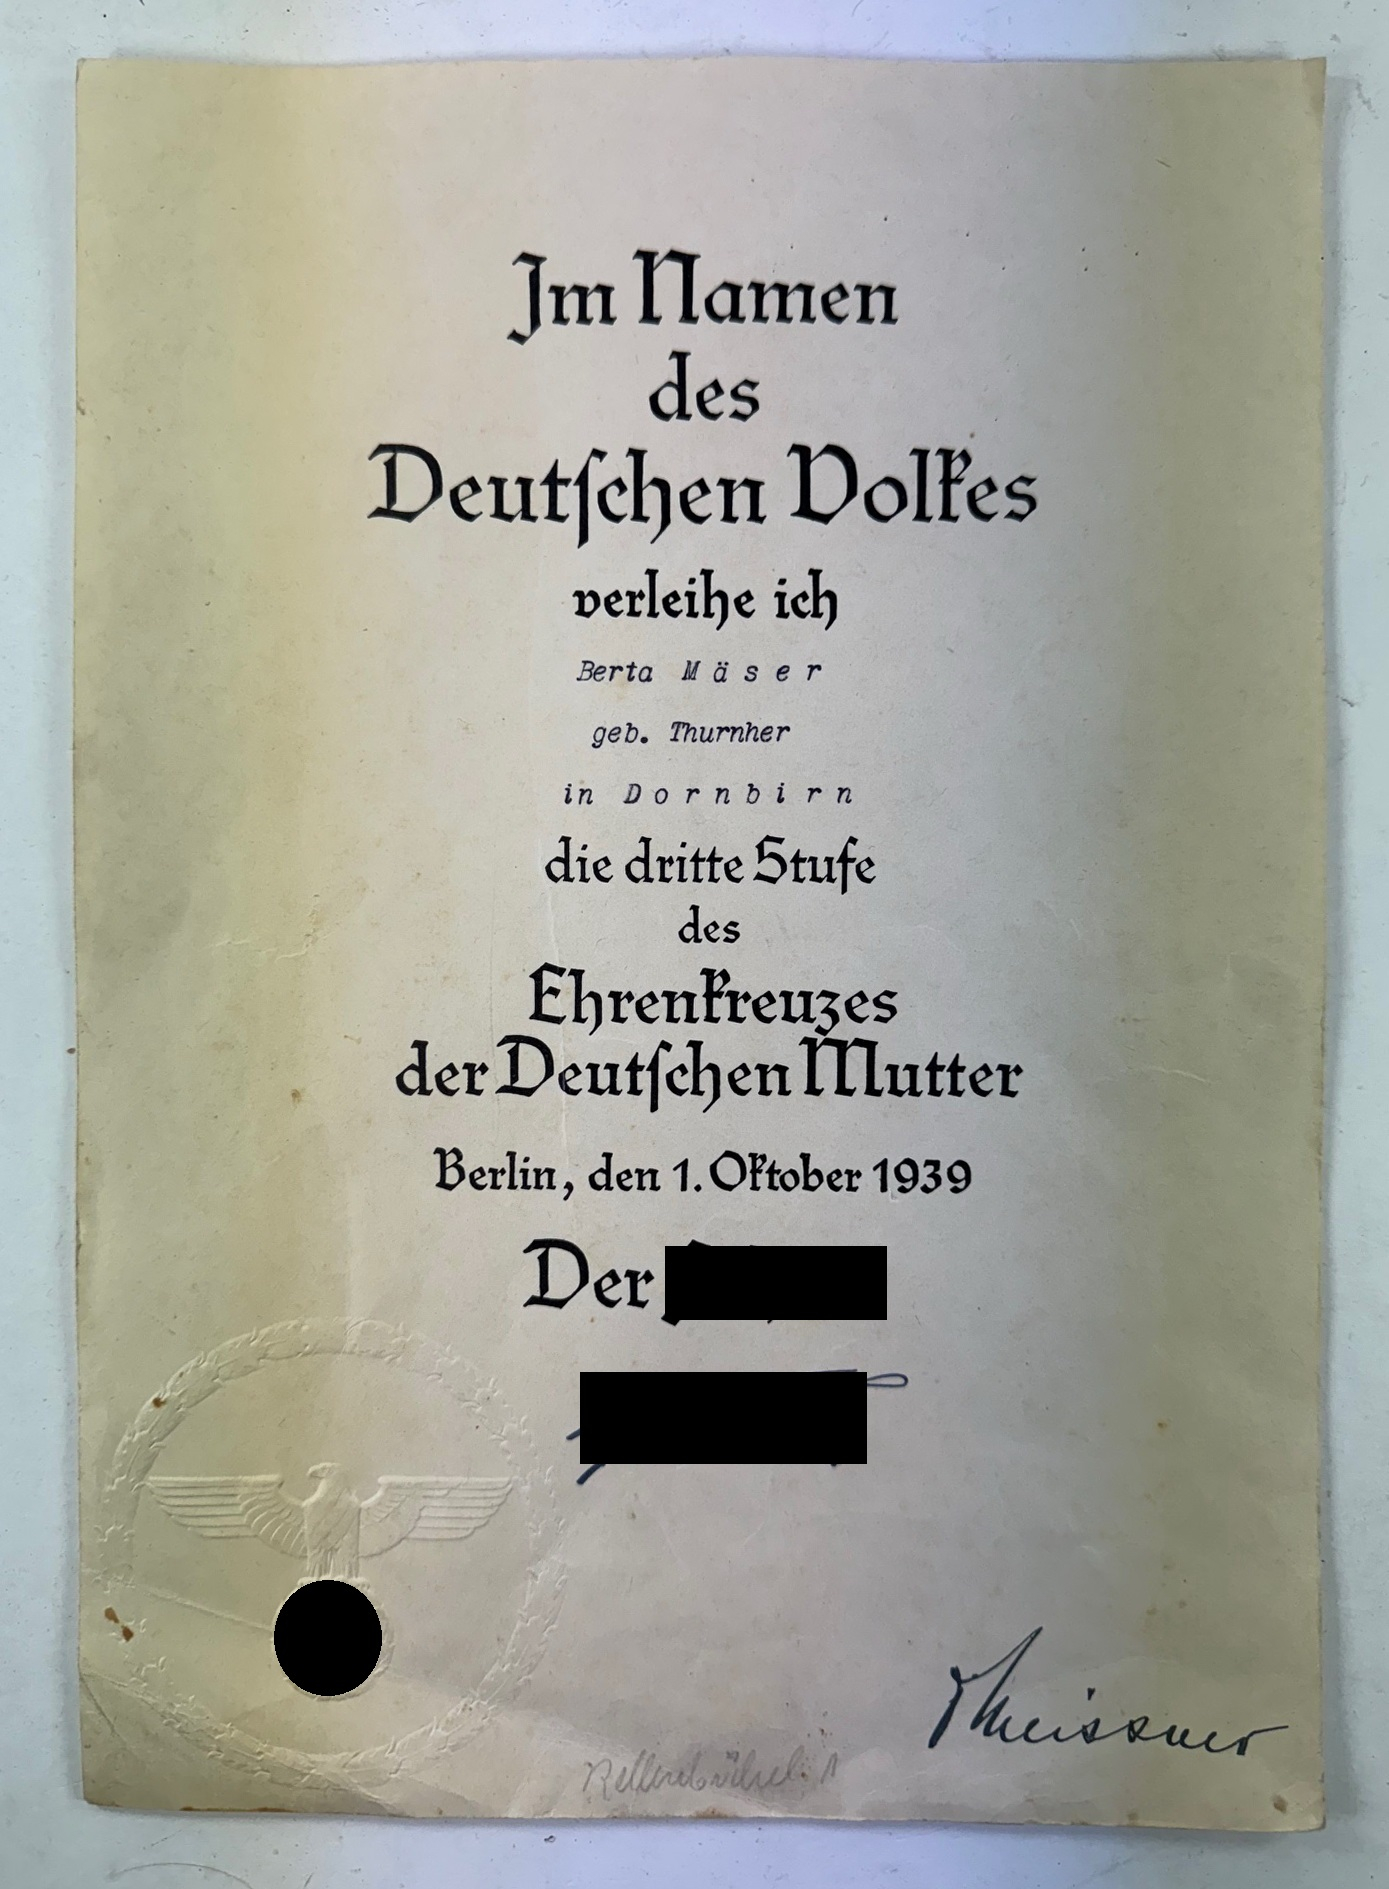 Im Namen
des
Deutschen Volkes
verleihe ich
Berta Mäser
geb. Thurnher
in Dornbirn
die dritte Stufe
des
Ehrenkreuzes
der Deutschen Mutter
Berlin, den 1. Oktober 1939
Der
Meissner